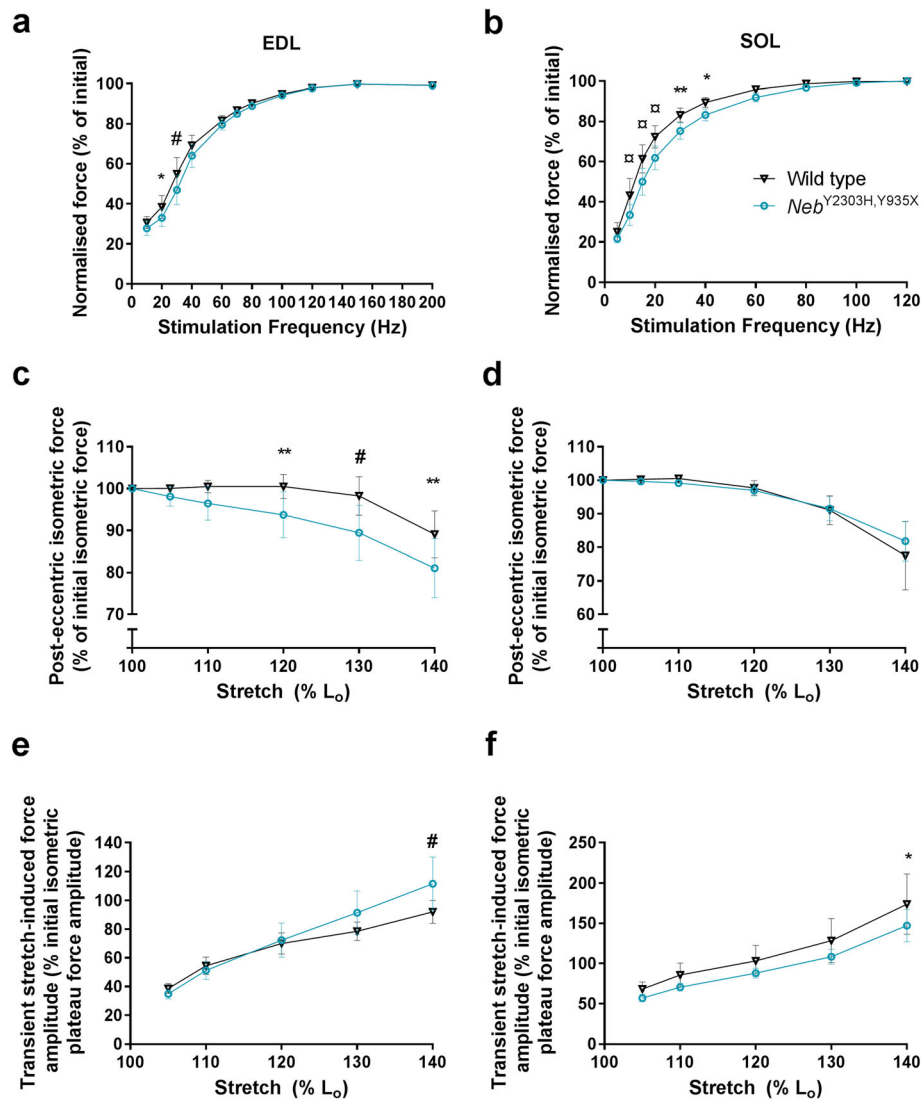 a
EDL
Normalised force (% of initial)
100
80
60
40
20
0
* #
0 20 40 60 80 100 120 140 160 180 200
Stimulation Frequency (Hz)
b
SOL
Normalised force (% of initial)
100
80
60
40
20
0
¤ ¤ ¤ ** *
Wild type
Neb^Y2303H,Y935X
0 20 40 60 80 100 120
Stimulation Frequency (Hz)
c
Post-eccentric isometric force
(% of initial isometric force)
110
100
90
80
70
** # **
100 110 120 130 140
Stretch (% Lo)
d
Post-eccentric isometric force
(% of initial isometric force)
110
100
90
80
70
60
100 110 120 130 140
Stretch (% Lo)
e
Transient stretch-induced force
amplitude (% initial isometric
plateau force amplitude)
140
120
100
80
60
40
20
0
#
100 110 120 130 140
Stretch (% Lo)
f
Transient stretch-induced force
amplitude (% initial isometric
plateau force amplitude)
250
200
150
100
50
0
*
100 110 120 130 140
Stretch (% Lo)